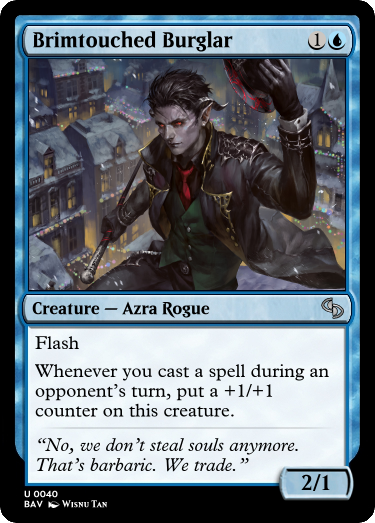 Brimtouched Burglar 1
Creature — Azra Rogue
Flash
Whenever you cast a spell during an
opponent's turn, put a +1/+1
counter on this creature.
“No, we don't steal souls anymore.
That's barbaric. We trade.”
2/1
U 0040
BAV Wisnu Tan